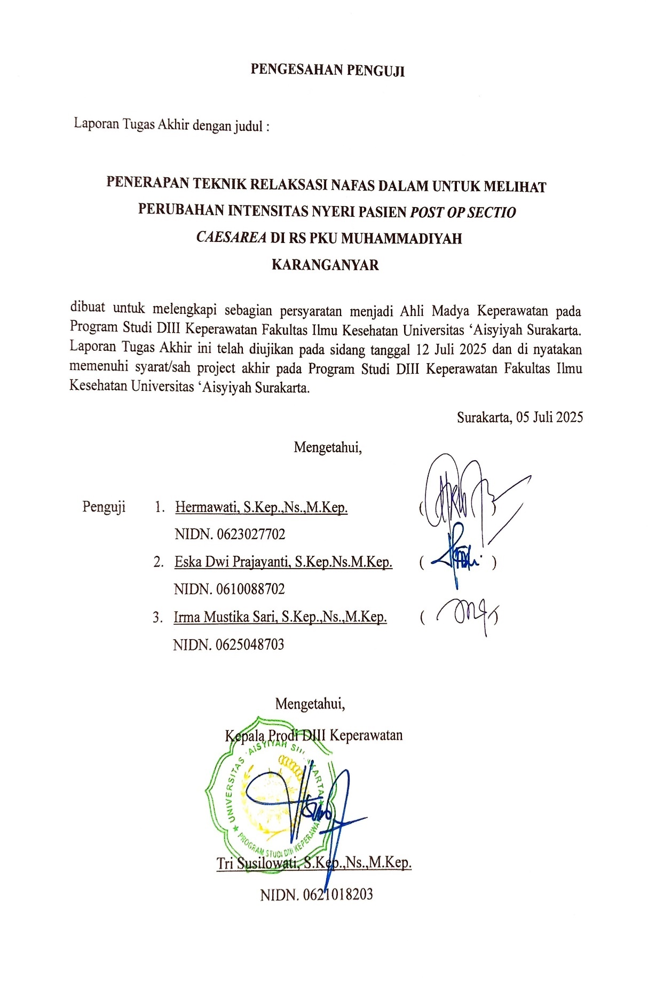 PENGESAHAN PENGUJI
Laporan Tugas Akhir dengan judul :
PENERAPAN TEKNIK RELAKSASI NAFAS DALAM UNTUK MELIHAT
PERUBAHAN INTENSITAS NYERI PASIEN POST OP SECTIO
CAESAREA DI RS PKU MUHAMMADIYAH
KARANGANYAR
dibuat untuk melengkapi sebagian persyaratan menjadi Ahli Madya Keperawatan pada
Program Studi DIII Keperawatan Fakultas Ilmu Kesehatan Universitas ‘Aisyiyah Surakarta.
Laporan Tugas Akhir ini telah diujikan pada sidang tanggal 12 Juli 2025 dan di nyatakan
memenuhi syarat/sah project akhir pada Program Studi DIII Keperawatan Fakultas Ilmu
Kesehatan Universitas ‘Aisyiyah Surakarta.
Surakarta, 05 Juli 2025
Mengetahui,
Penguji 1. Hermawati, S.Kep.,Ns.,M.Kep. ( )
NIDN. 0623027702
2. Eska Dwi Prajayanti, S.Kep.Ns.M.Kep. ( )
NIDN. 0610088702
3. Irma Mustika Sari, S.Kep.,Ns.,M.Kep. ( )
NIDN. 0625048703
Mengetahui,
Kepala Prodi DIII Keperawatan
UNIVERSITAS 'AISYIYAH
PROGRAM STUDI DIII
Tri Susilowati, S.Kep.,Ns.,M.Kep.
NIDN. 0621018203